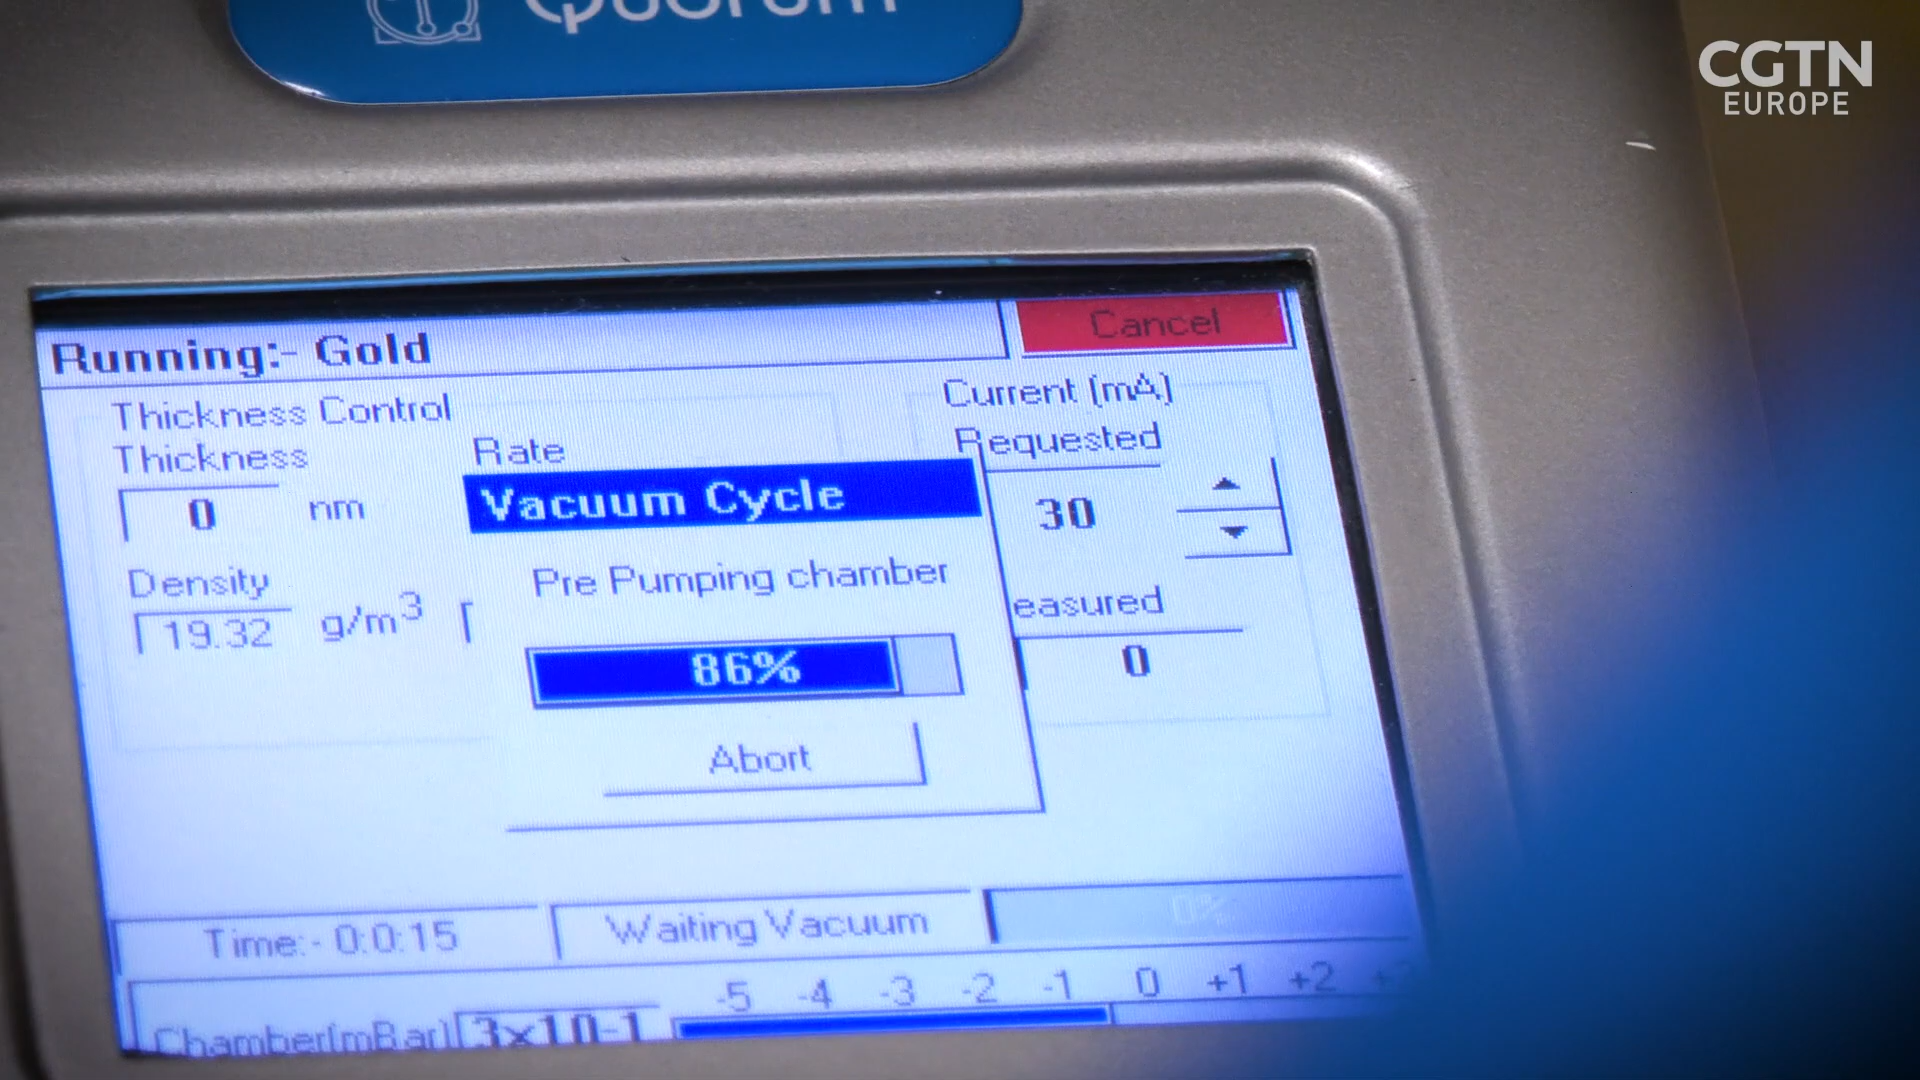 Quorum
CGTN
EUROPE
Running:- Gold
Cancel
Thickness Control
Current (mA)
Thickness
Rate
Requested
0 nm
Vacuum Cycle
30
Density
Pre Pumping chamber
19.32 g/m3
easured
86%
0
Abort
Time:- 0:0:15
Waiting Vacuum
0%
-5 -4 -3 -2 -1 0 +1 +2
Chamber(mBar) 3x10-1